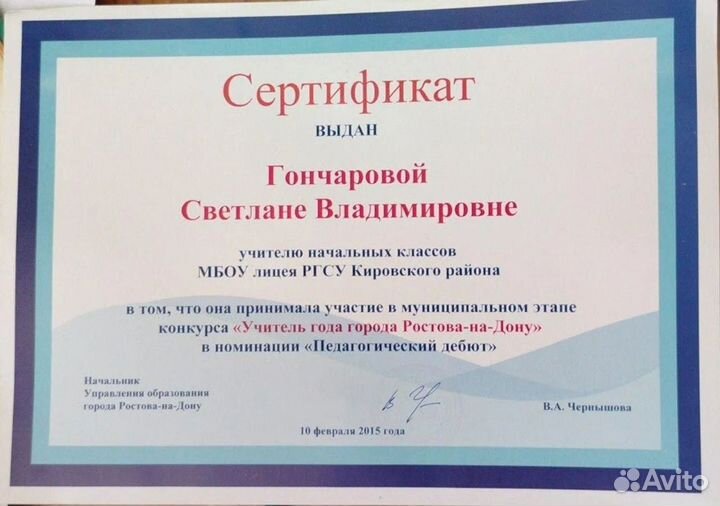 Сертификат
ВЫДАН
Гончаровой
Светлане Владимировне
учителю начальных классов
МБОУ лицея РГСУ Кировского района
в том, что она принимала участие в муниципальном этапе
конкурса «Учитель года города Ростова-на-Дону»
в номинации «Педагогический дебют»
Начальник
Управления образования
города Ростова-на-Дону
В.А. Чернышова
10 февраля 2015 года
Avito